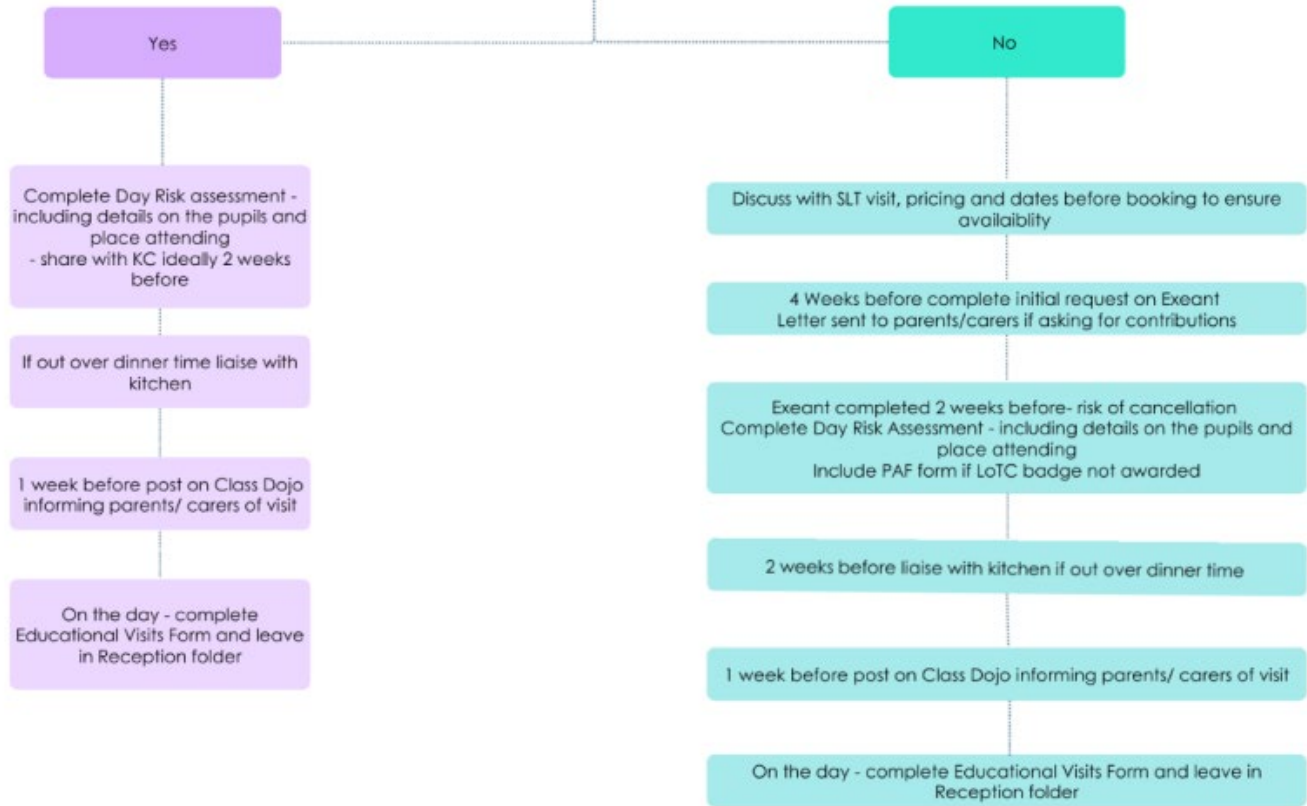 Yes
Complete Day Risk assessment -
including details on the pupils and
place attending
- share with KC ideally 2 weeks
before
If out over dinner time liaise with
kitchen
1 week before post on Class Dojo
informing parents/ carers of visit
On the day - complete
Educational Visits Form and leave
in Reception folder
No
Discuss with SLT visit, pricing and dates before booking to ensure
availaiblity
4 Weeks before complete initial request on Exeant
Letter sent to parents/carers if asking for contributions
Exeant completed 2 weeks before- risk of cancellation
Complete Day Risk Assessment - including details on the pupils and
place attending
Include PAF form if LoTC badge not awarded
2 weeks before liaise with kitchen if out over dinner time
1 week before post on Class Dojo informing parents/ carers of visit
On the day - complete Educational Visits Form and leave in
Reception folder